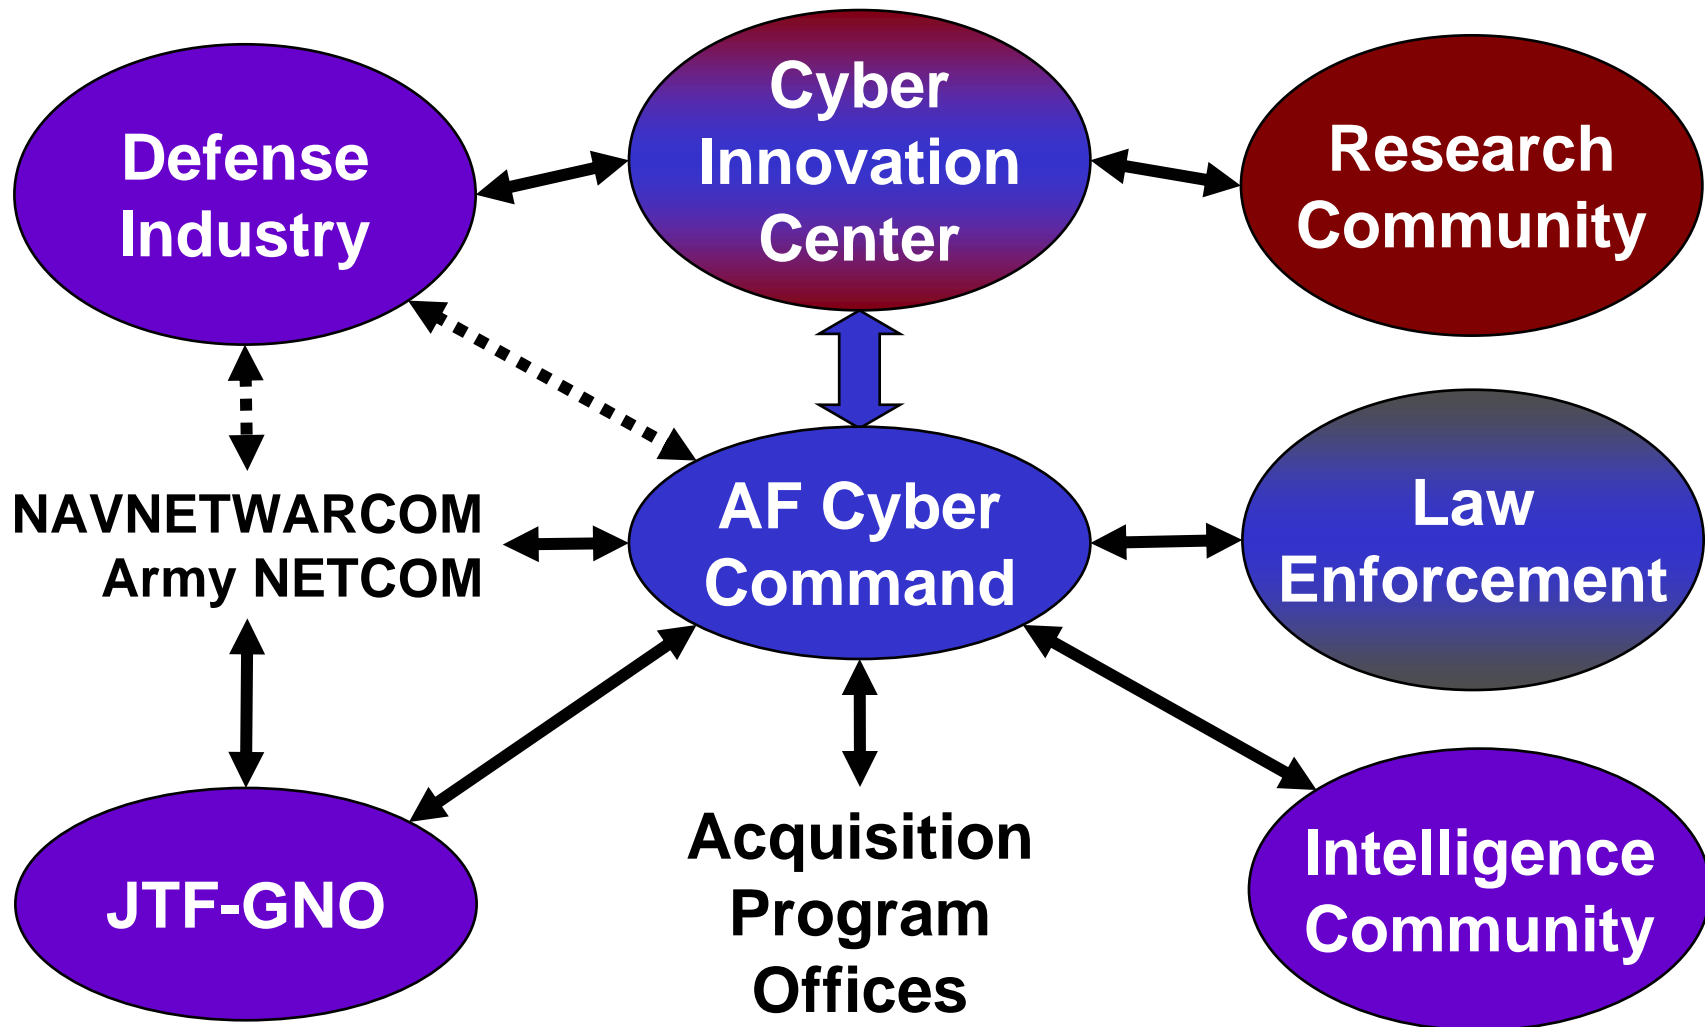 Defense
Industry
Cyber
Innovation
Center
Research
Community
NAVNETWARCOM
Army NETCOM
AF Cyber
Command
Law
Enforcement
JTF-GNO
Acquisition
Program
Offices
Intelligence
Community